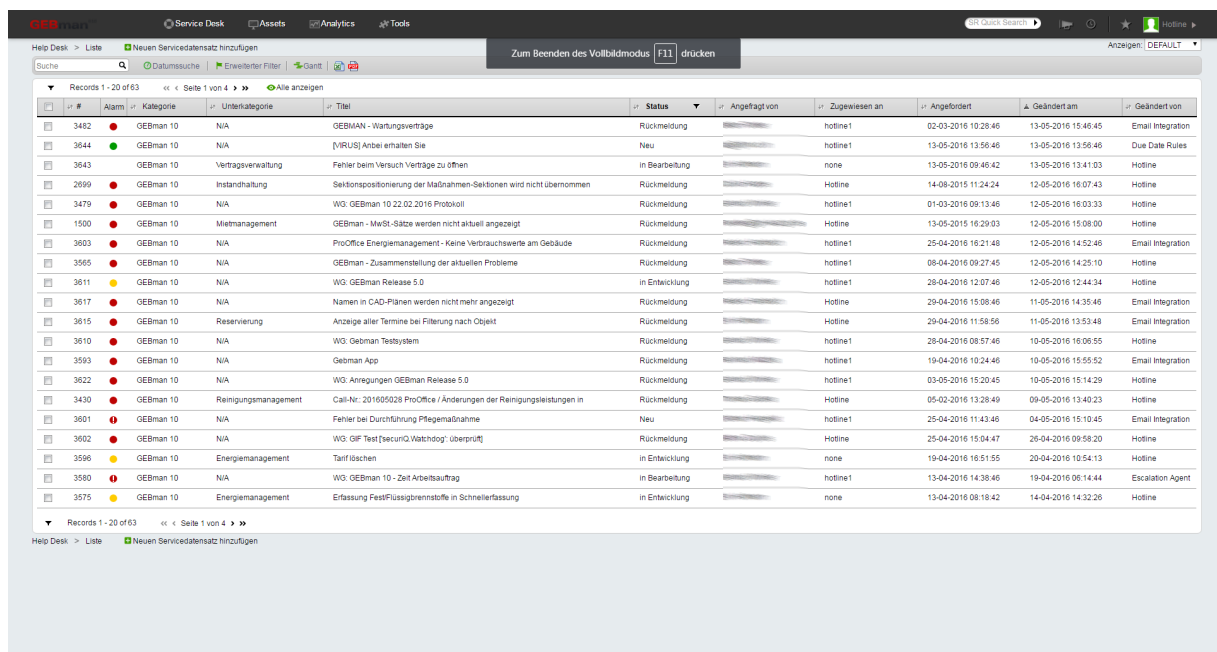 GEBman
Service Desk Assets Analytics Tools SR Quick Search Hotline
Help Desk > Liste Neuen Servicedatensatz hinzufügen Anzeigen: DEFAULT
Zum Beenden des Vollbildmodus F11 drücken
Suche Datumssuche | Erweiterter Filter | Gantt |
Records 1 - 20 of 63 << < Seite 1 von 4 > >> Alle anzeigen
# Alarm Kategorie Unterkategorie Titel Status Angefragt von Zugewiesen an Angefordert Geändert am Geändert von
3482 GEBman 10 N/A GEBMAN - Wartungsverträge Rückmeldung hotline1 02-03-2016 10:28:46 13-05-2016 15:46:45 Email Integration
3644 GEBman 10 N/A [VIRUS] Anbei erhalten Sie Neu hotline1 13-05-2016 13:56:46 13-05-2016 13:56:46 Due Date Rules
3643 GEBman 10 Vertragsverwaltung Fehler beim Versuch Verträge zu öffnen in Bearbeitung none 13-05-2016 09:46:42 13-05-2016 13:41:03 Hotline
2699 GEBman 10 Instandhaltung Sektionspositionierung der Maßnahmen-Sektionen wird nicht übernommen Rückmeldung Hotline 14-08-2015 11:24:24 12-05-2016 16:07:43 Hotline
3479 GEBman 10 N/A WG: GEBman 10 22.02.2016 Protokoll Rückmeldung hotline1 01-03-2016 09:13:46 12-05-2016 16:03:33 Hotline
1500 GEBman 10 Mietmanagement GEBman - MwSt.-Sätze werden nicht aktuell angezeigt Rückmeldung Hotline 13-05-2015 16:29:03 12-05-2016 15:08:00 Hotline
3603 GEBman 10 N/A ProOffice Energiemanagement - Keine Verbrauchswerte am Gebäude Rückmeldung hotline1 25-04-2016 16:21:48 12-05-2016 14:52:46 Email Integration
3565 GEBman 10 N/A GEBman - Zusammenstellung der aktuellen Probleme Rückmeldung hotline1 08-04-2016 09:27:45 12-05-2016 14:25:10 Hotline
3611 GEBman 10 N/A WG: GEBman Release 5.0 in Entwicklung hotline1 28-04-2016 12:07:46 12-05-2016 12:44:34 Hotline
3617 GEBman 10 N/A Namen in CAD-Plänen werden nicht mehr angezeigt Rückmeldung Hotline 29-04-2016 15:08:46 11-05-2016 14:35:46 Email Integration
3615 GEBman 10 Reservierung Anzeige aller Termine bei Filterung nach Objekt Rückmeldung Hotline 29-04-2016 11:58:56 11-05-2016 13:53:48 Email Integration
3610 GEBman 10 N/A WG: Gebman Testsystem Rückmeldung hotline1 28-04-2016 08:57:46 10-05-2016 16:06:55 Hotline
3593 GEBman 10 N/A Gebman App Rückmeldung hotline1 19-04-2016 10:24:46 10-05-2016 15:55:52 Email Integration
3622 GEBman 10 N/A WG: Anregungen GEBman Release 5.0 Rückmeldung hotline1 03-05-2016 15:20:45 10-05-2016 15:14:29 Hotline
3430 GEBman 10 Reinigungsmanagement Call-Nr.: 201605028 ProOffice / Änderungen der Reinigungsleistungen in Rückmeldung Hotline 05-02-2016 13:28:49 09-05-2016 13:40:23 Hotline
3601 GEBman 10 N/A Fehler bei Durchführung Pflegemaßnahme Neu hotline1 25-04-2016 11:43:46 04-05-2016 15:10:45 Email Integration
3602 GEBman 10 N/A WG: GIF Test ['securiQ.Watchdog': überprüft] Rückmeldung Hotline 25-04-2016 15:04:47 26-04-2016 09:58:20 Hotline
3596 GEBman 10 Energiemanagement Tarif löschen in Entwicklung none 19-04-2016 16:51:55 20-04-2016 10:54:13 Hotline
3580 GEBman 10 N/A WG: GEBman 10 - Zeit Arbeitsauftrag in Bearbeitung hotline1 13-04-2016 14:38:46 19-04-2016 06:14:44 Escalation Agent
3575 GEBman 10 Energiemanagement Erfassung Fest/Flüssigbrennstoffe in Schnellerfassung in Entwicklung none 13-04-2016 08:18:42 14-04-2016 14:32:26 Hotline
Records 1 - 20 of 63 << < Seite 1 von 4 > >>
Help Desk > Liste Neuen Servicedatensatz hinzufügen